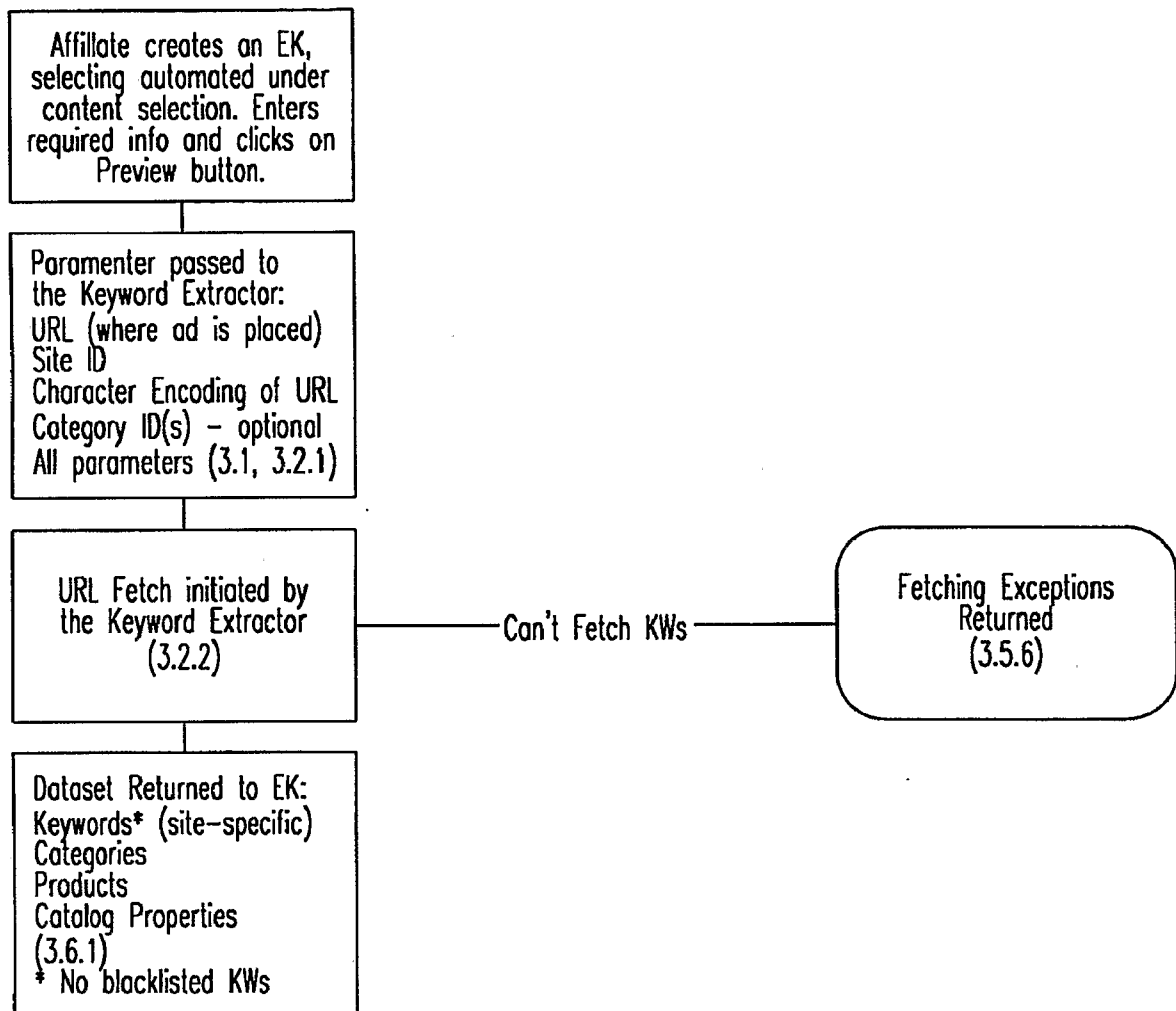 Affiliate creates an EK,
selecting automated under
content selection. Enters
required info and clicks on
Preview button.
Paramenter passed to
the Keyword Extractor:
URL (where ad is placed)
Site ID
Character Encoding of URL
Category ID(s) – optional
All parameters (3.1, 3.2.1)
URL Fetch initiated by
the Keyword Extractor
(3.2.2)
Can't Fetch KWs
Fetching Exceptions
Returned
(3.5.6)
Dataset Returned to EK:
Keywords* (site–specific)
Categories
Products
Catalog Properties
(3.6.1)
* No blacklisted KWs